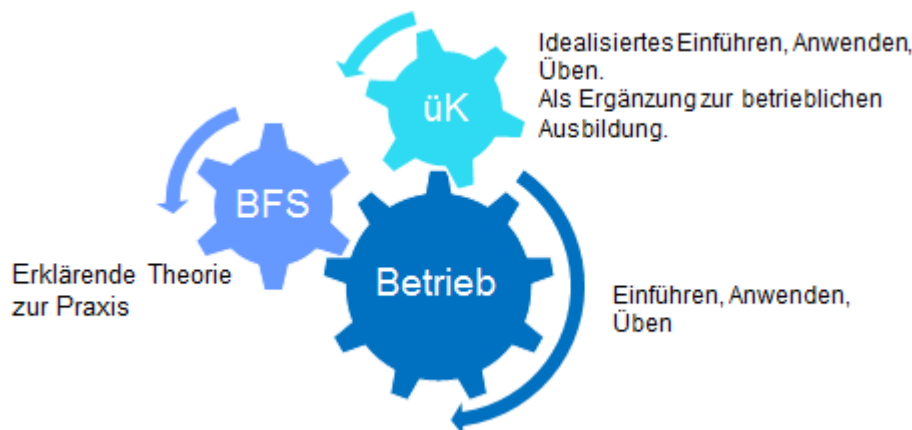 Idealisiertes Einführen, Anwenden,
Üben.
Als Ergänzung zur betrieblichen
Ausbildung.
üK
BFS
Betrieb
Erklärende Theorie
zur Praxis
Einführen, Anwenden,
Üben